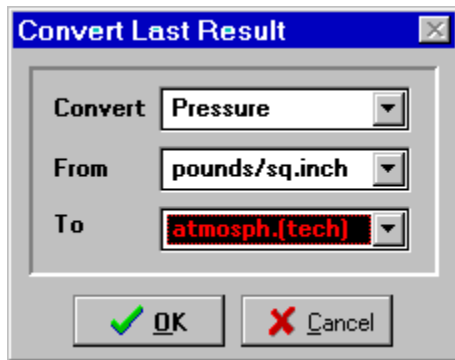 Convert Last Result
Convert Pressure
From pounds/sq.inch
To atmosph.(tech)
OK Cancel